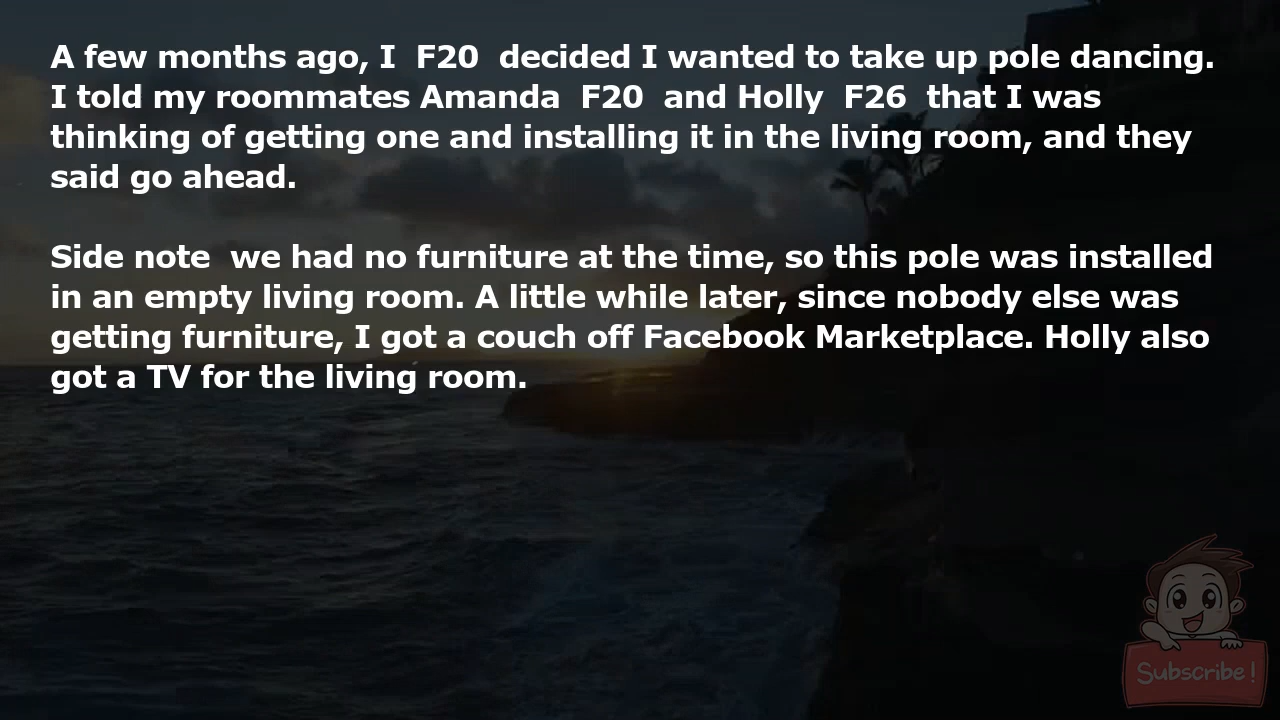 A few months ago, I  F20  decided I wanted to take up pole dancing.
I told my roommates Amanda  F20  and Holly  F26  that I was
thinking of getting one and installing it in the living room, and they
said go ahead.
Side note  we had no furniture at the time, so this pole was installed
in an empty living room. A little while later, since nobody else was
getting furniture, I got a couch off Facebook Marketplace. Holly also
got a TV for the living room.
Subscribe!